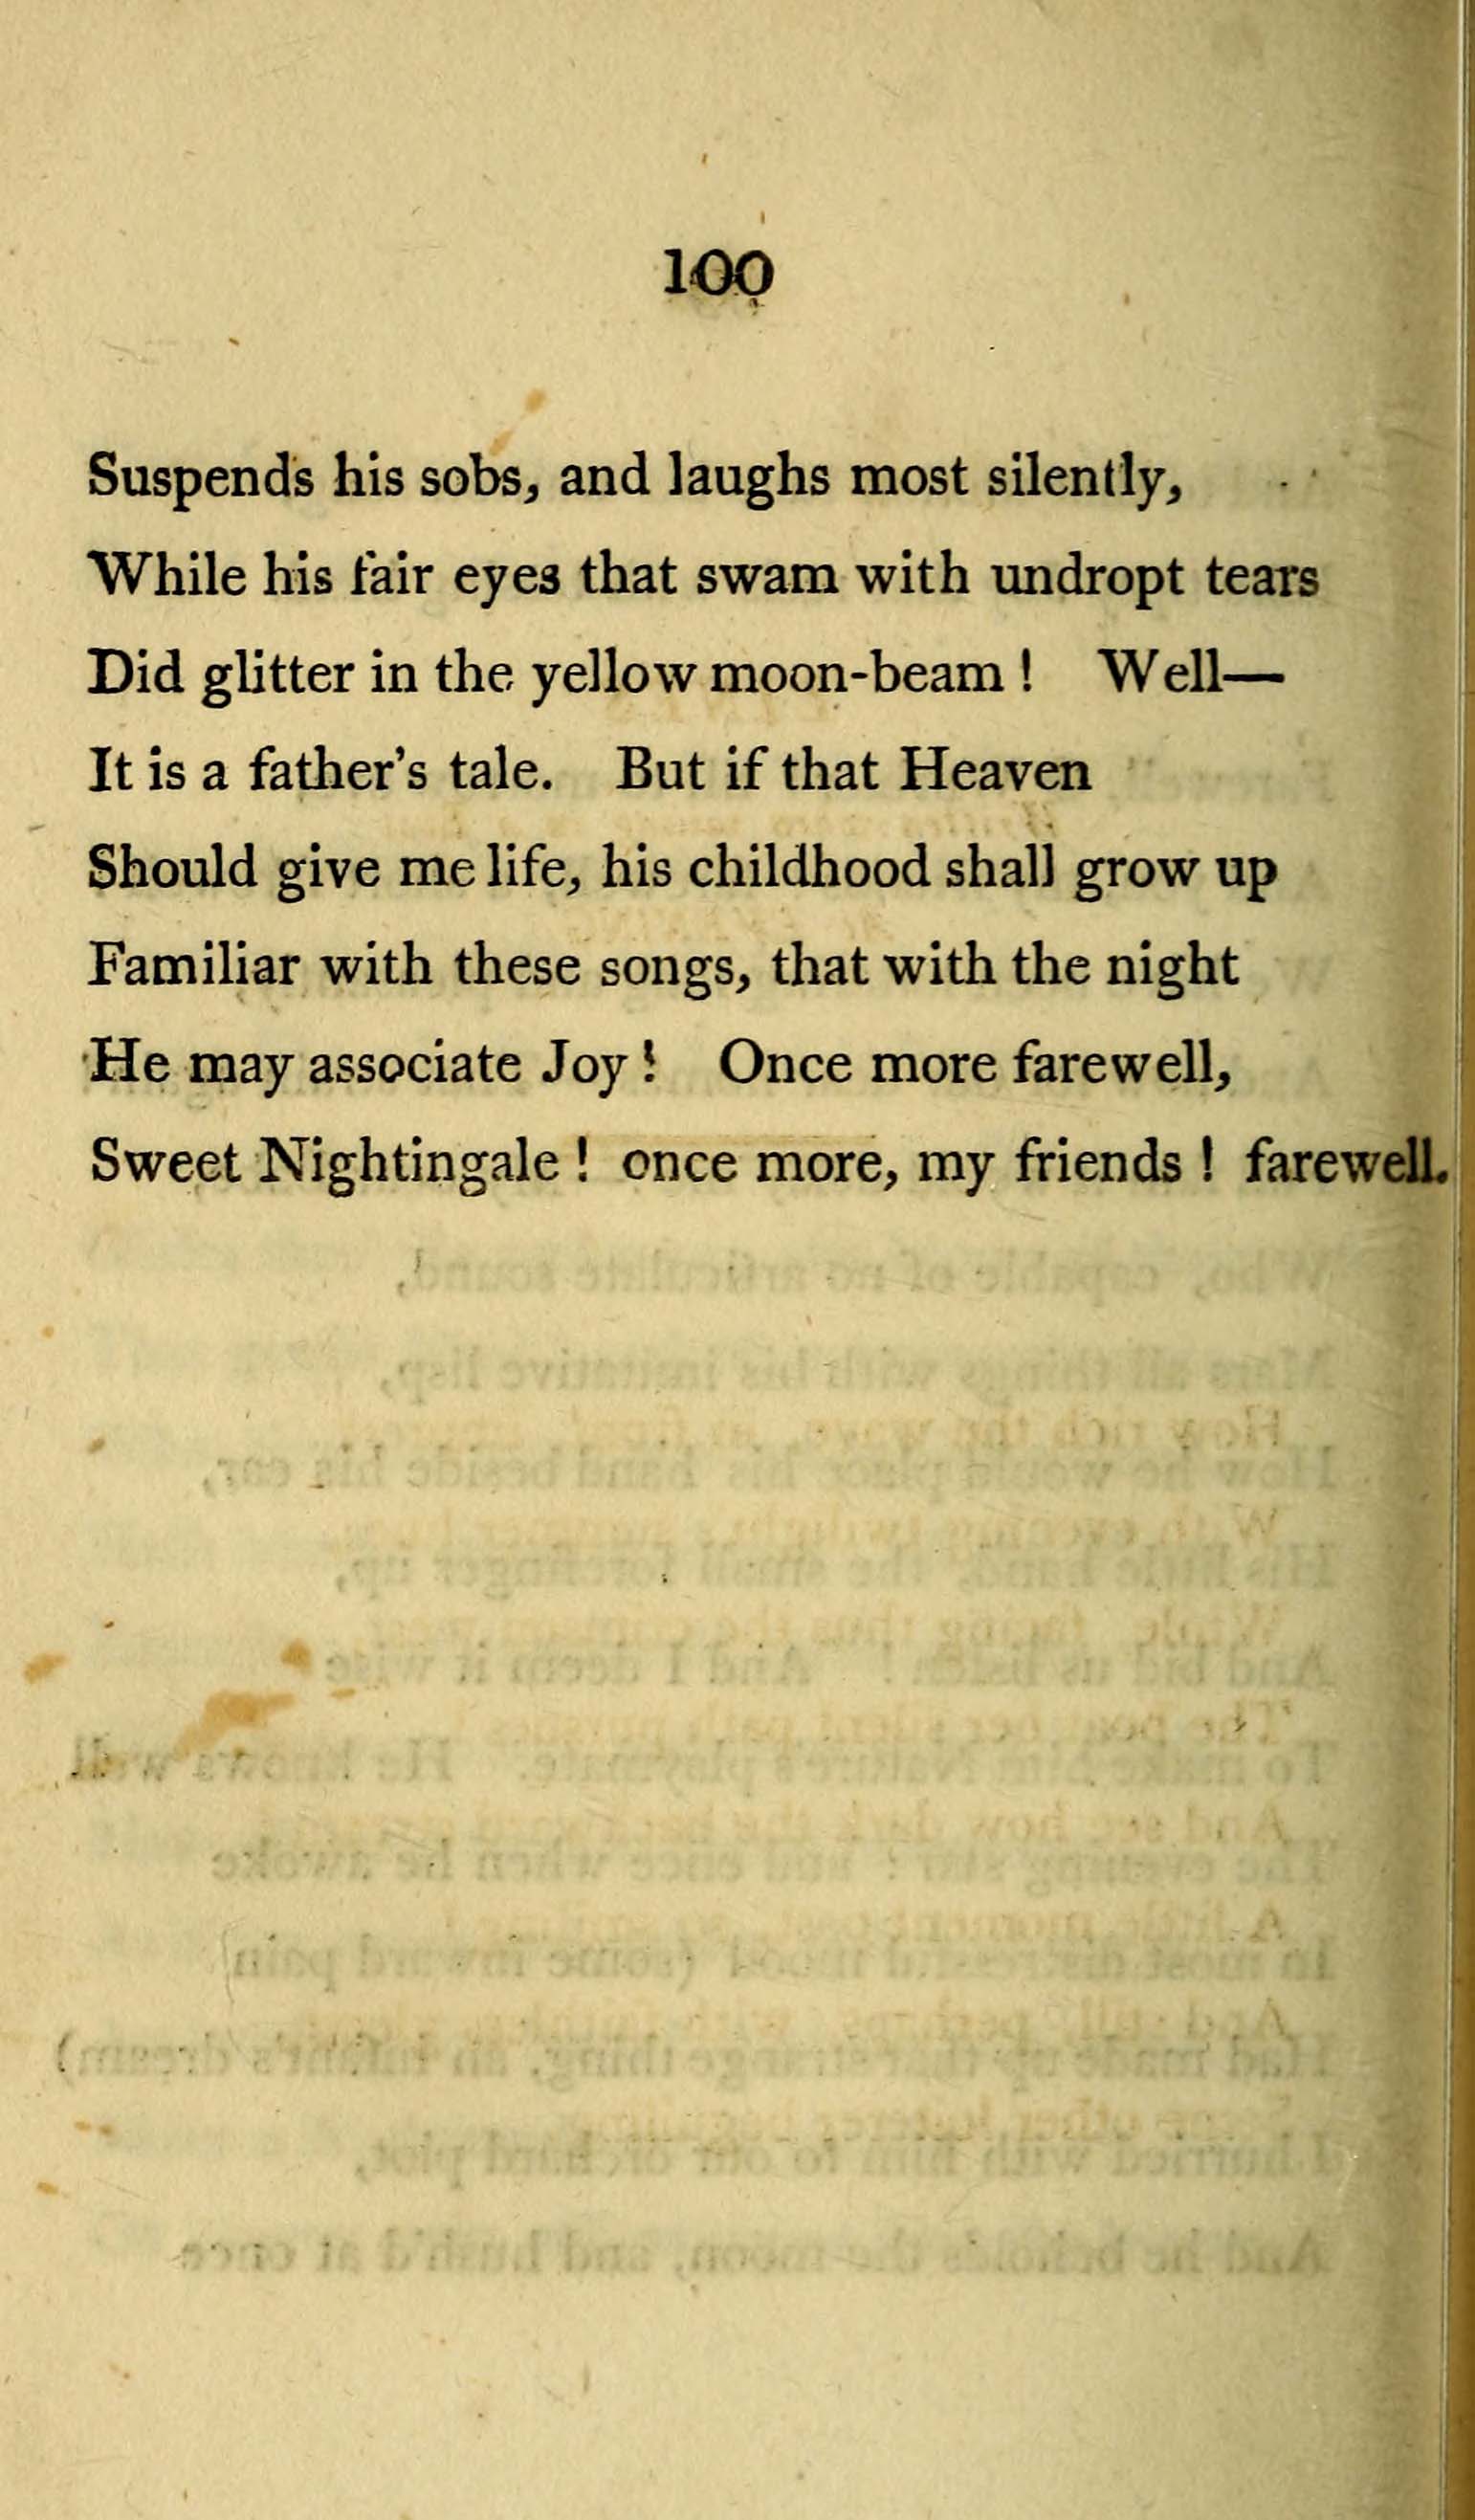 100
Suspends his sobs, and laughs most silently,
While his fair eyes that swam with undropt tears
Did glitter in the yellow moon-beam ! Well—
It is a father's tale. But if that Heaven
Should give me life, his childhood shall grow up
Familiar with these songs, that with the night
He may associate Joy ! Once more farewell,
Sweet Nightingale ! once more, my friends ! farewell.